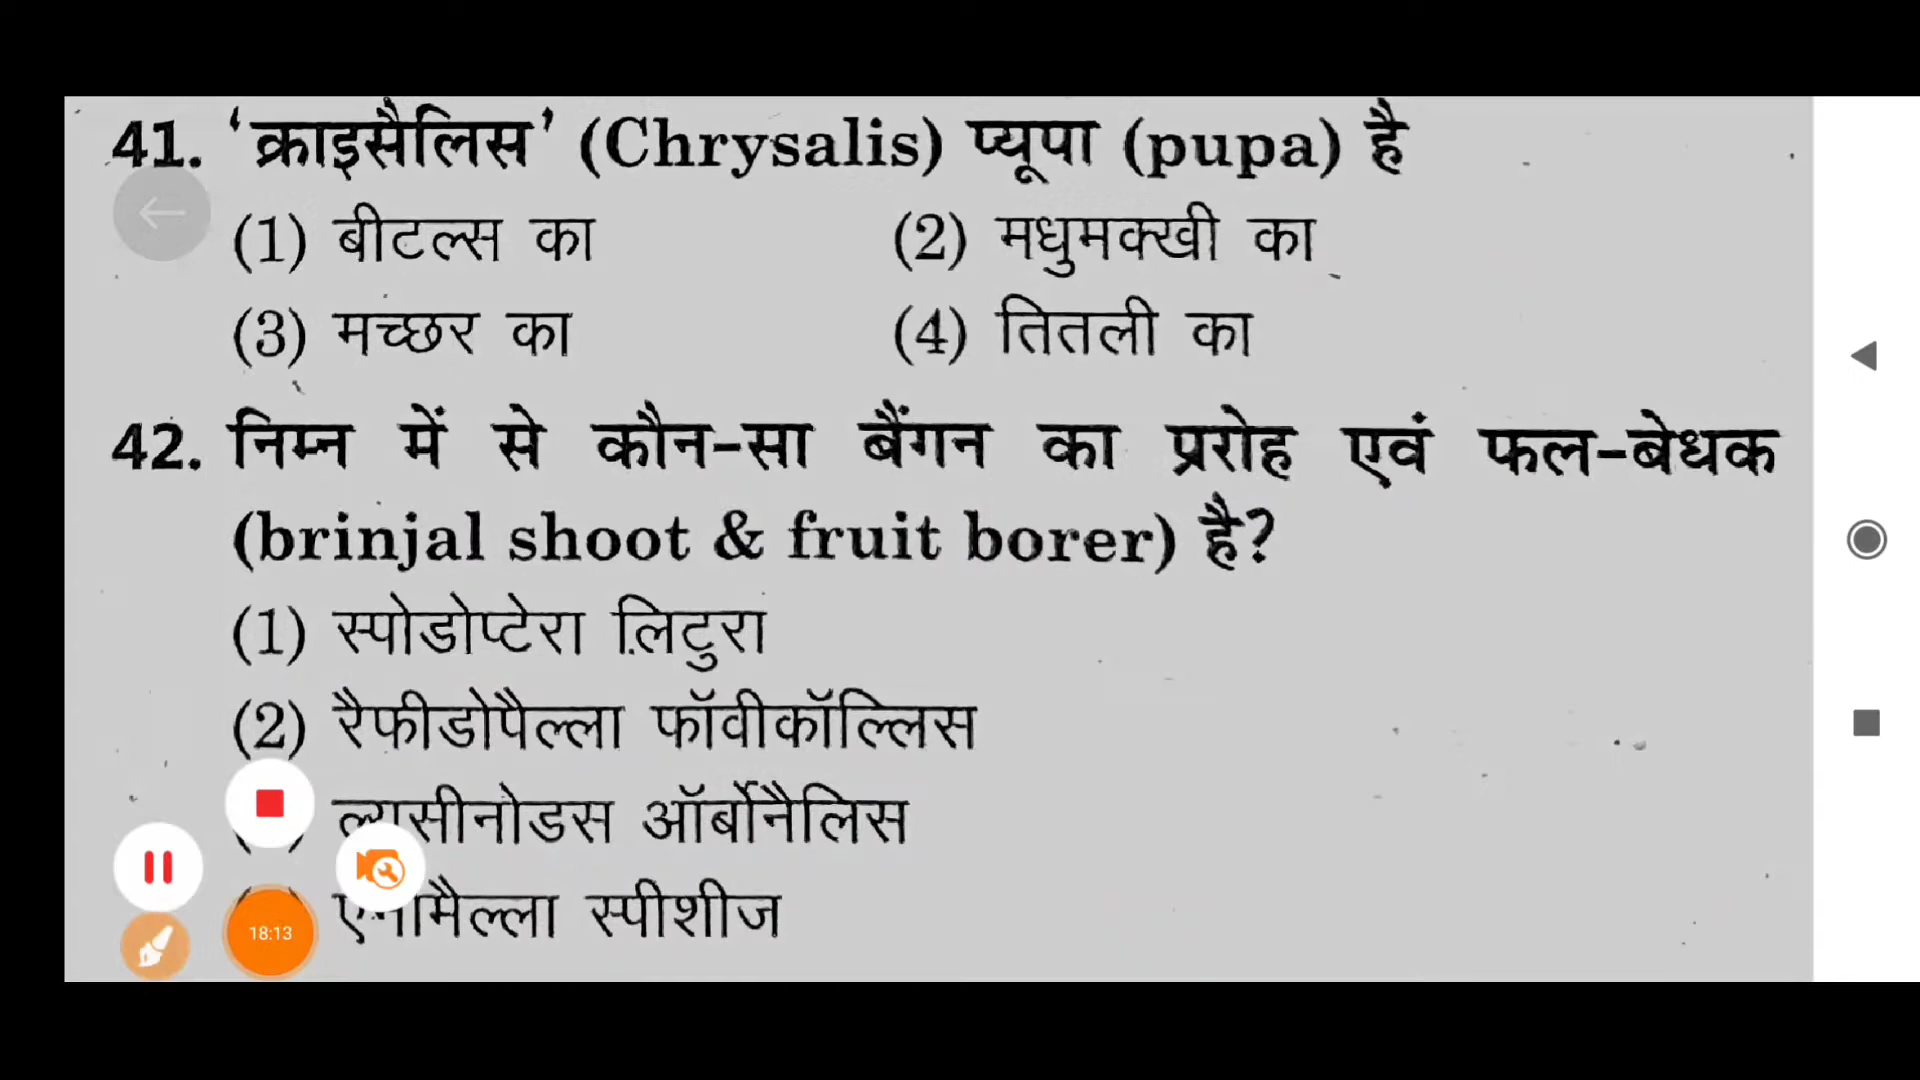 41. ‘क्राइसैलिस’ (Chrysalis) प्यूपा (pupa) है
(1) बीटल्स का (2) मधुमक्खी का
(3) मच्छर का (4) तितली का
42. निम्न में से कौन-सा बैंगन का प्ररोह एवं फल-बेधक
(brinjal shoot & fruit borer) है?
(1) स्पोडोप्टेरा लिटुरा
(2) रैफीडोपैल्ला फॉवीकॉल्लिस
ऑर्बोनैलिस
स्पीशीज
18:13